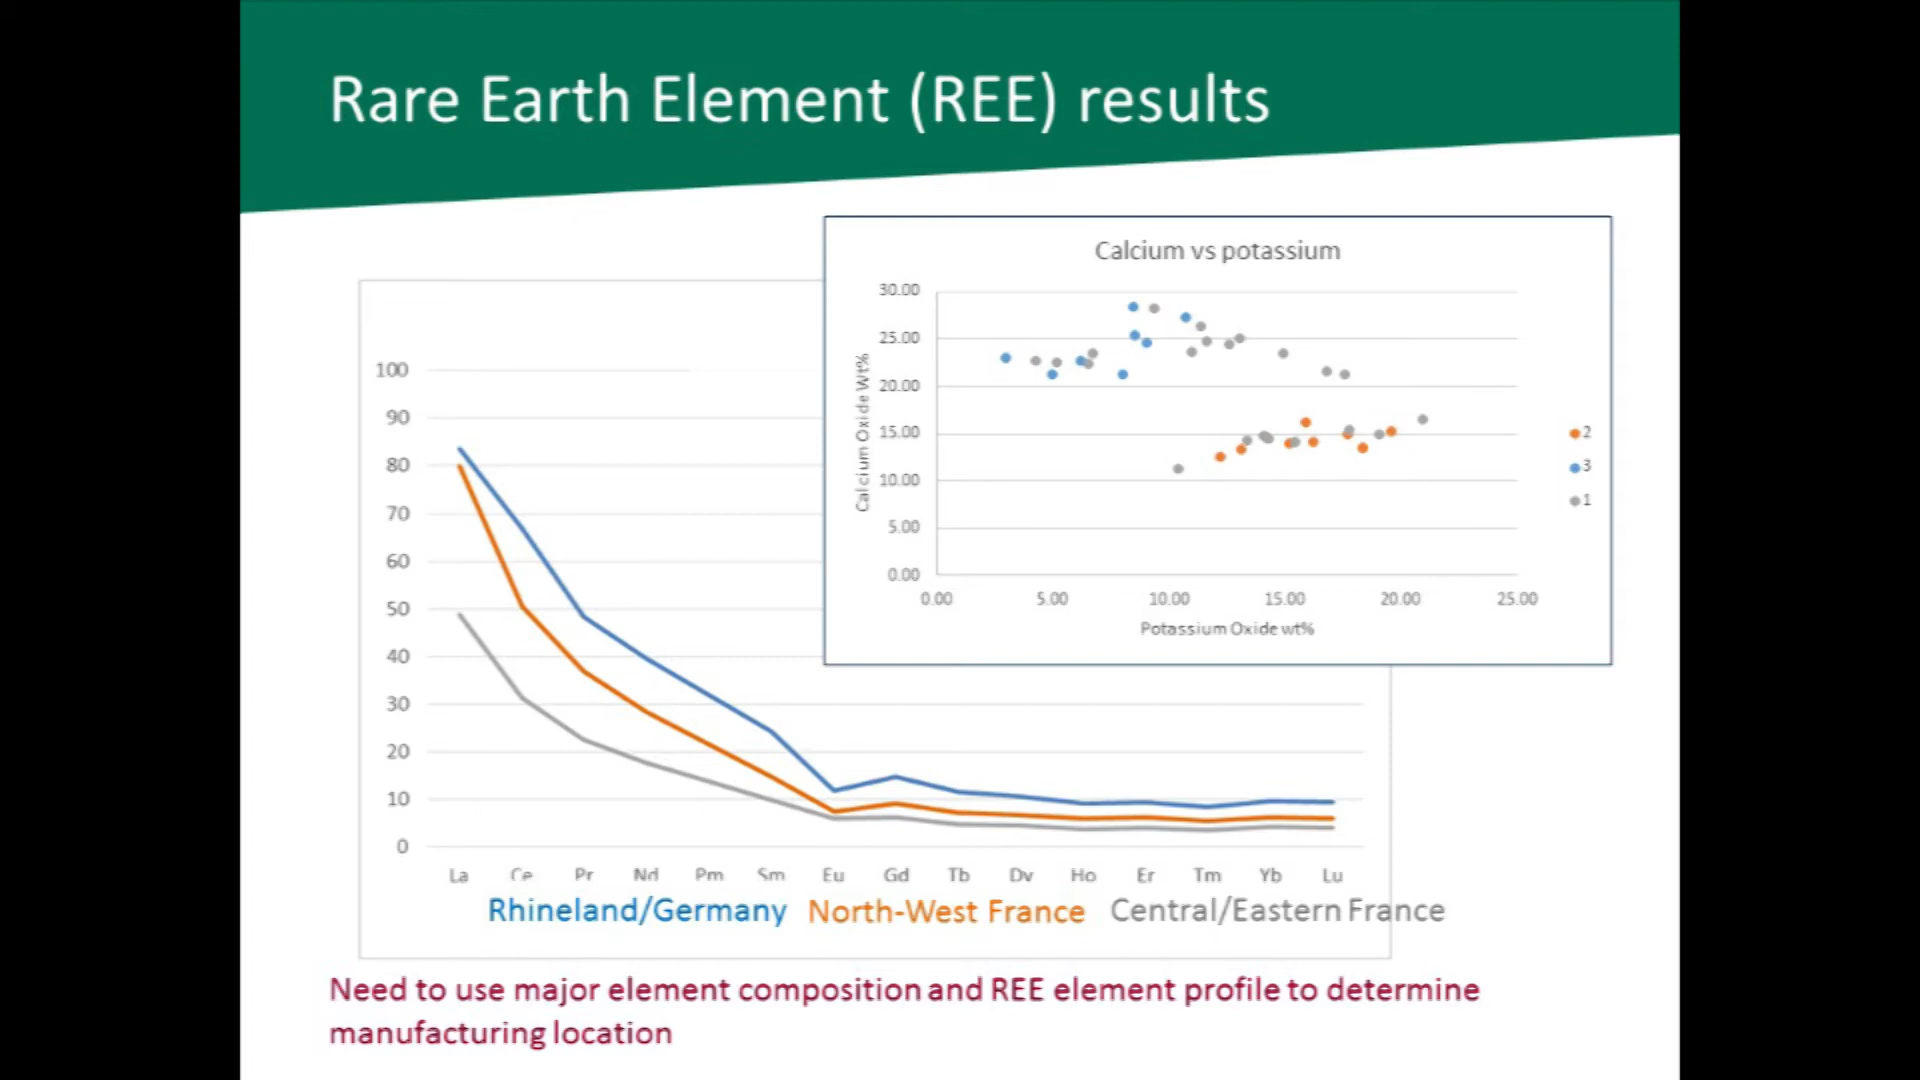 Rare Earth Element (REE) results
Calcium vs potassium
30.00
25.00
20.00
15.00
10.00
5.00
0.00
Calcium Oxide Wt%
0.00 5.00 10.00 15.00 20.00 25.00
Potassium Oxide wt%
2
3
1
100
90
80
70
60
50
40
30
20
10
0
La Ce Pr Nd Pm Sm Eu Gd Tb Dy Ho Er Tm Yb Lu
Rhineland/Germany North-West France Central/Eastern France
Need to use major element composition and REE element profile to determine
manufacturing location